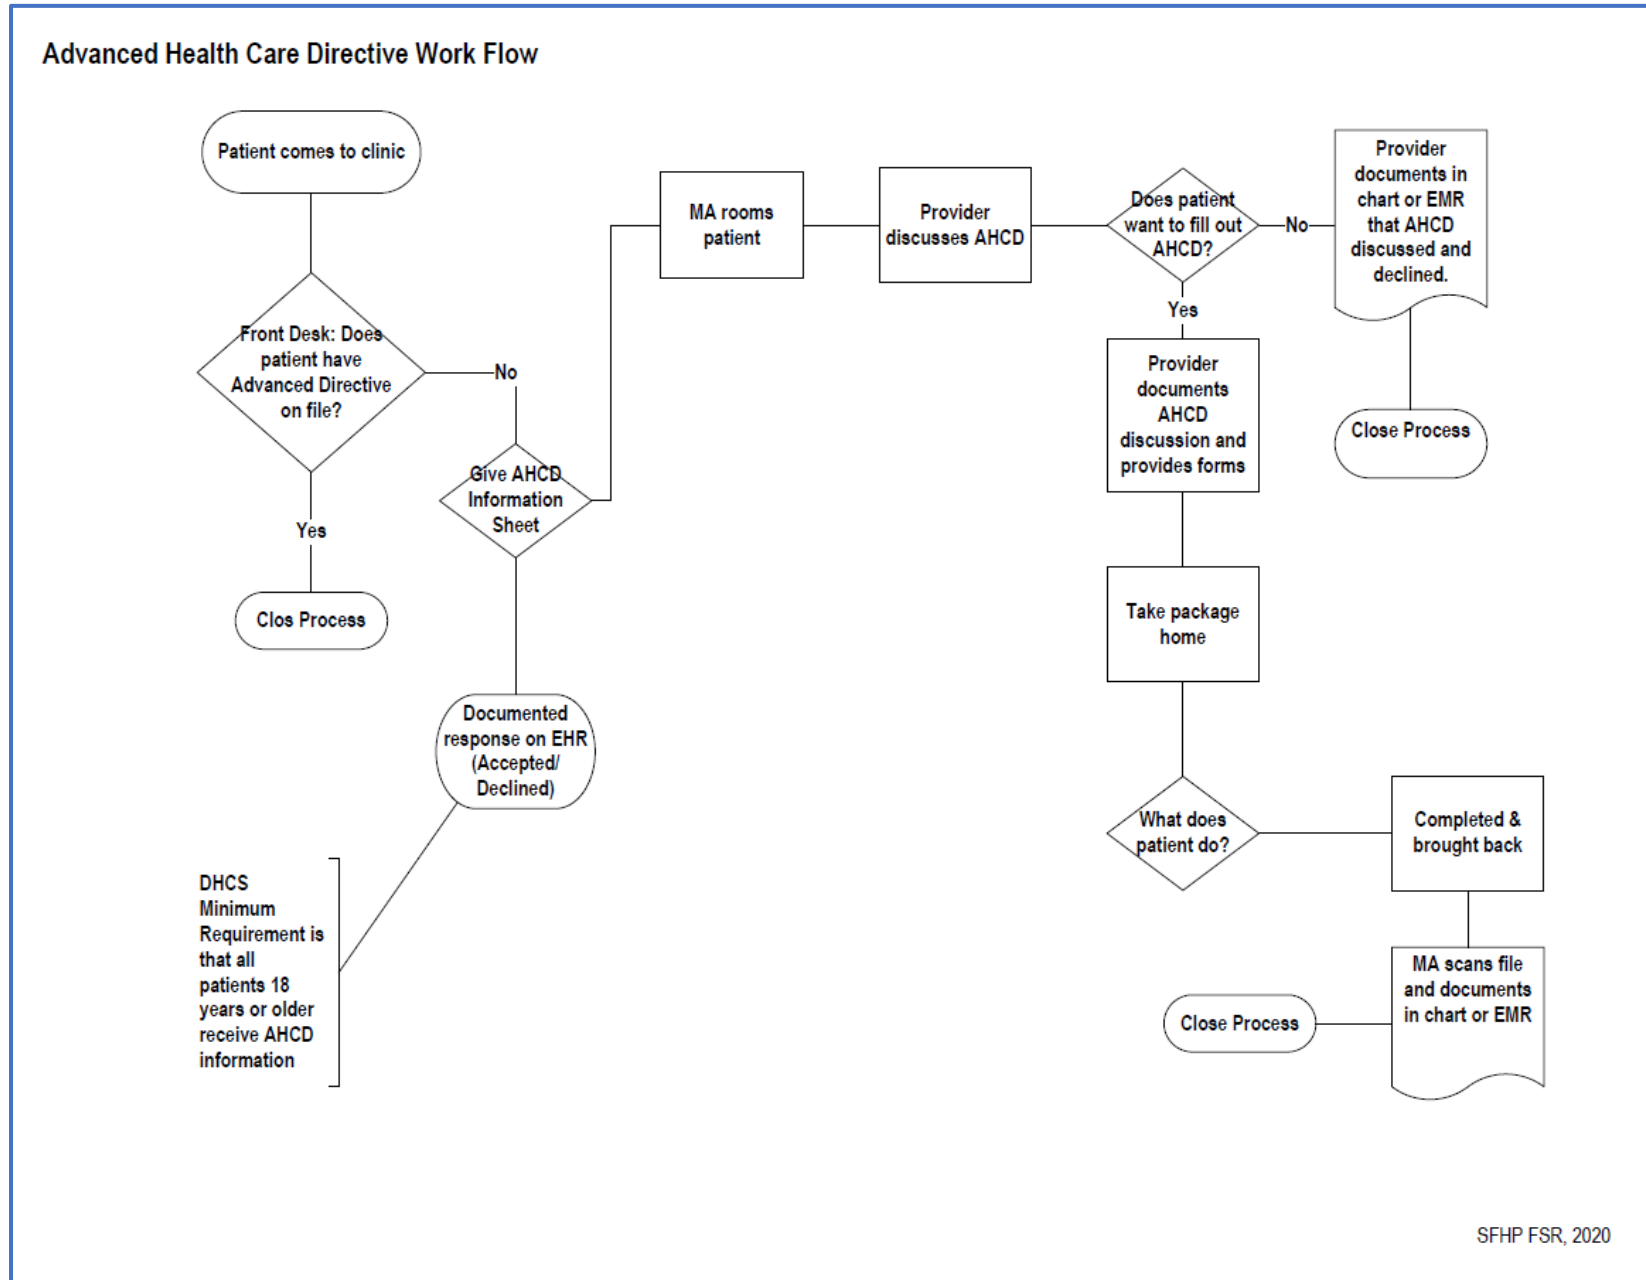 Advanced Health Care Directive Work Flow
Patient comes to clinic
Front Desk: Does
patient have
Advanced Directive
on file?
Yes
Clos Process
No
Give AHCD
Information
Sheet
Documented
response on EHR
(Accepted/
Declined)
DHCS
Minimum
Requirement is
that all
patients 18
years or older
receive AHCD
information
MA rooms
patient
Provider
discusses AHCD
Does patient
want to fill out
AHCD?
No
Provider
documents in
chart or EMR
that AHCD
discussed and
declined.
Close Process
Yes
Provider
documents
AHCD
discussion and
provides forms
Take package
home
What does
patient do?
Completed &
brought back
MA scans file
and documents
in chart or EMR
Close Process
SFHP FSR, 2020